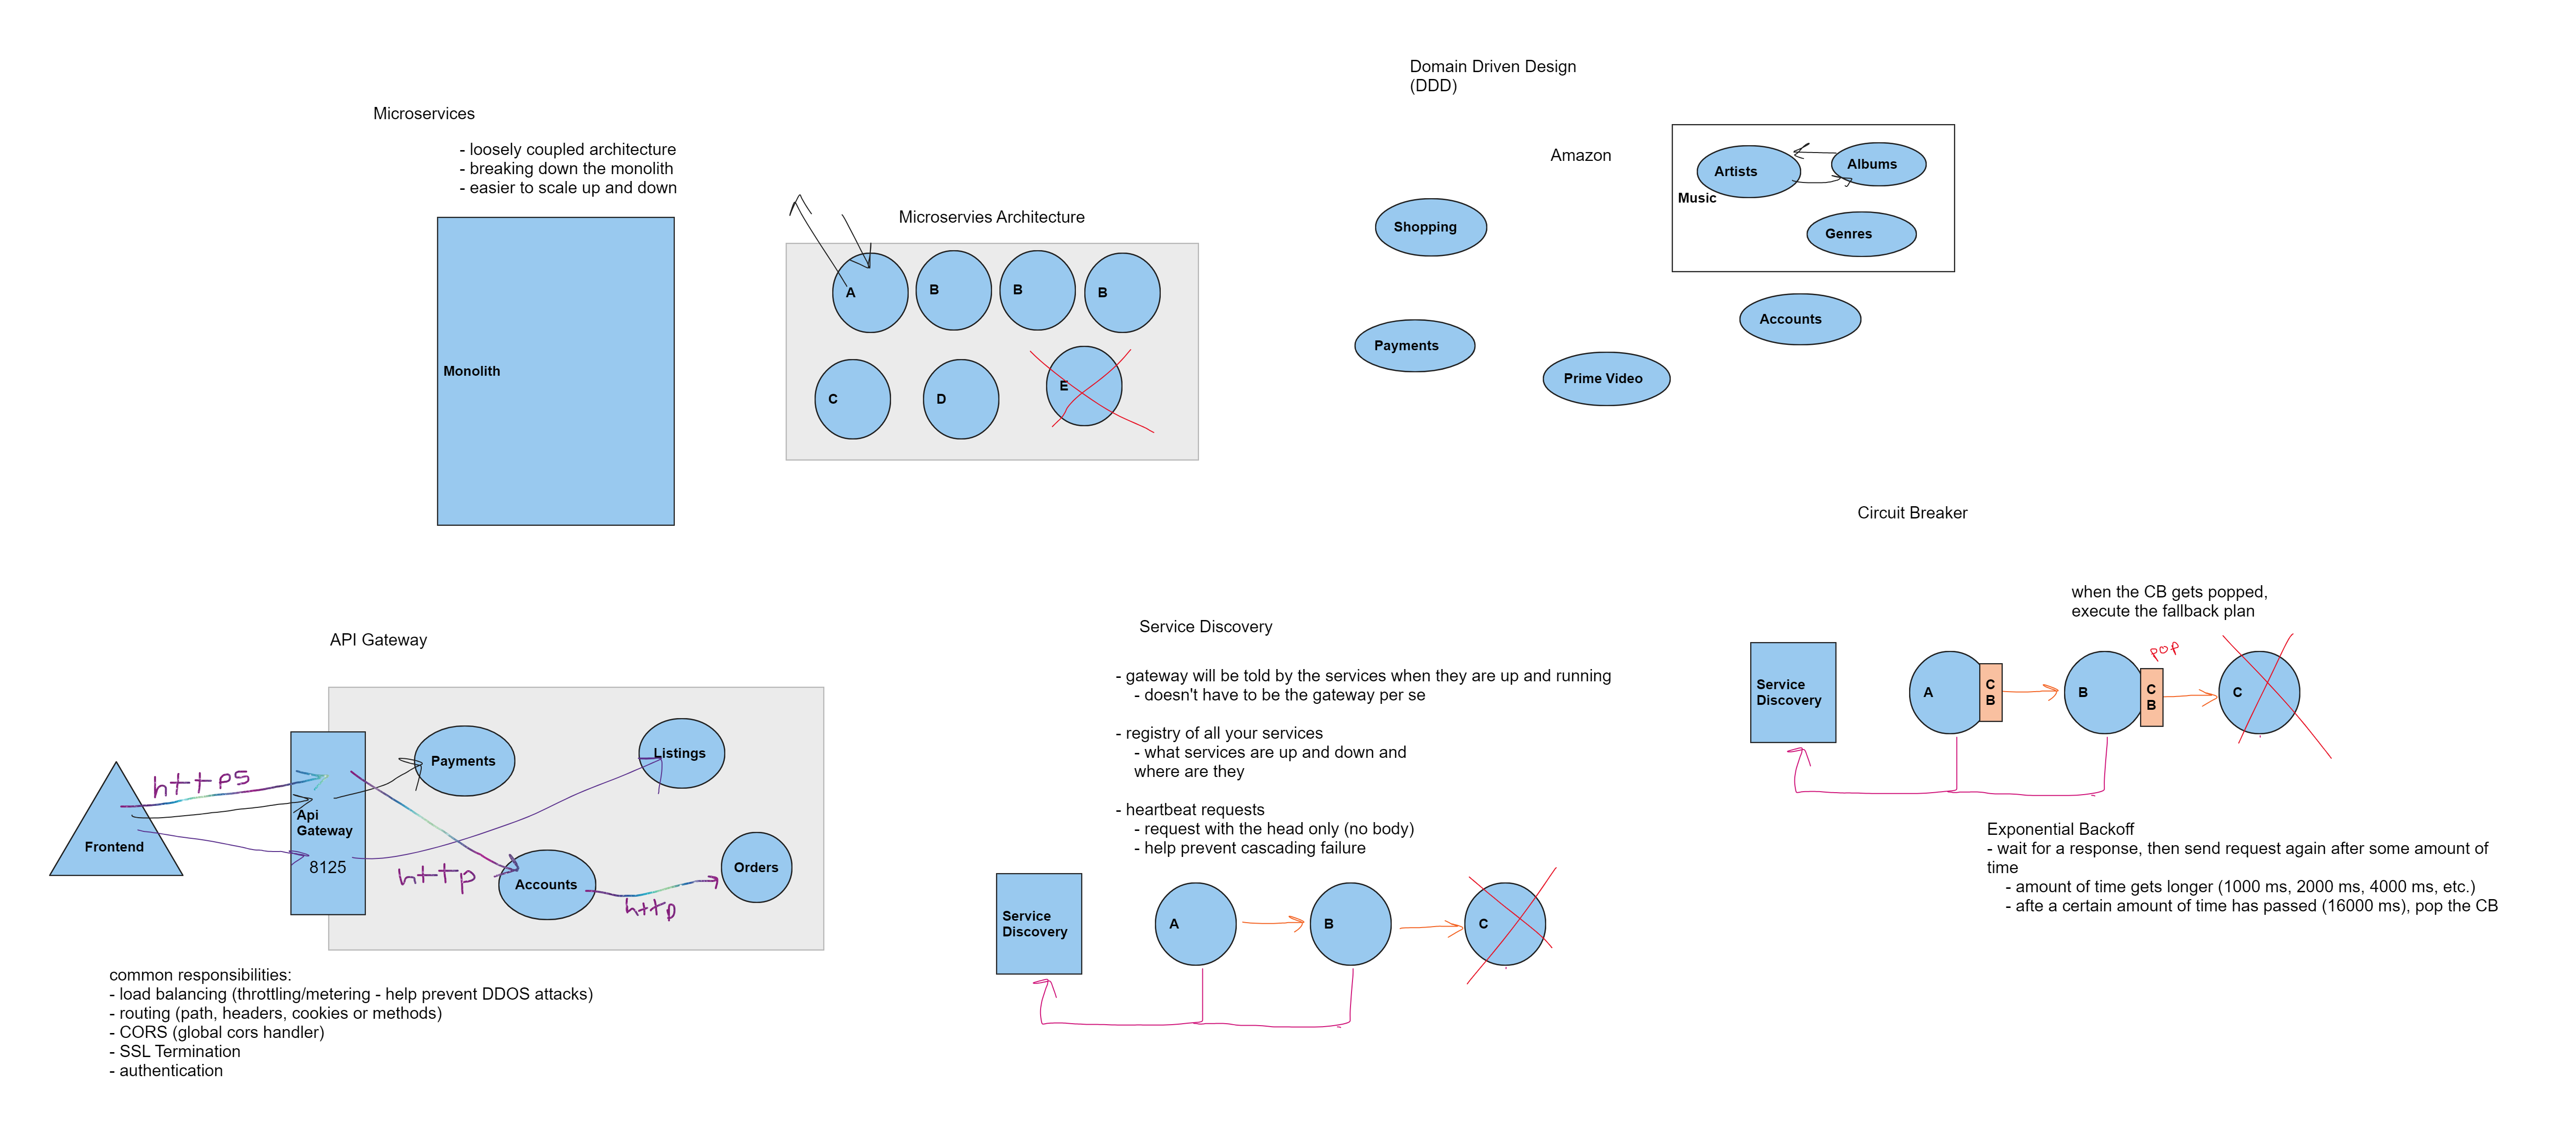 Microservices
- loosely coupled architecture
- breaking down the monolith
- easier to scale up and down
Monolith
Microservies Architecture
A
B
B
B
C
D
E
Domain Driven Design
(DDD)
Amazon
Shopping
Payments
Prime Video
Accounts
Music
Artists
Albums
Genres
API Gateway
Frontend
https
Api
Gateway
8125
http
Payments
Listings
Accounts
http
Orders
common responsibilities:
- load balancing (throttling/metering - help prevent DDOS attacks)
- routing (path, headers, cookies or methods)
- CORS (global cors handler)
- SSL Termination
- authentication
Service Discovery
- gateway will be told by the services when they are up and running
- doesn't have to be the gateway per se
- registry of all your services
- what services are up and down and
where are they
- heartbeat requests
- request with the head only (no body)
- help prevent cascading failure
Service
Discovery
A
B
C
Circuit Breaker
when the CB gets popped,
execute the fallback plan
pop
Service
Discovery
A
C
B
B
C
B
C
Exponential Backoff
- wait for a response, then send request again after some amount of
time
- amount of time gets longer (1000 ms, 2000 ms, 4000 ms, etc.)
- afte a certain amount of time has passed (16000 ms), pop the CB